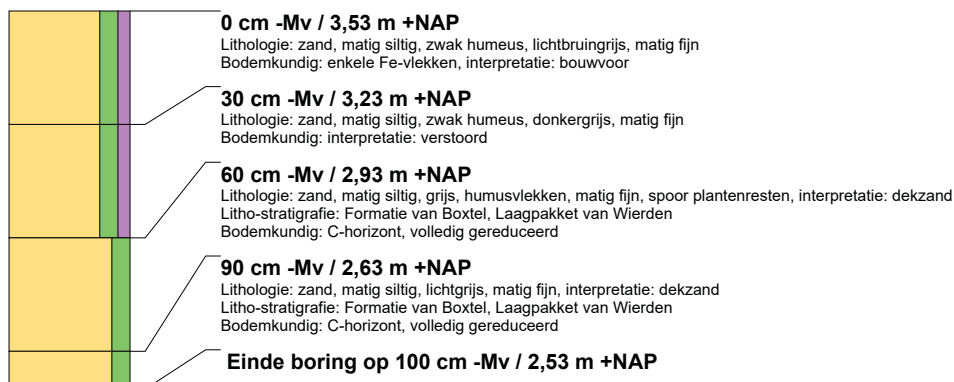 0 cm -Mv / 3,53 m +NAP
Lithologie: zand, matig siltig, zwak humeus, lichtbruingrijs, matig fijn
Bodemkundig: enkele Fe-vlekken, interpretatie: bouwvoor
30 cm -Mv / 3,23 m +NAP
Lithologie: zand, matig siltig, zwak humeus, donkergrijs, matig fijn
Bodemkundig: interpretatie: verstoord
60 cm -Mv / 2,93 m +NAP
Lithologie: zand, matig siltig, grijs, humusvlekken, matig fijn, spoor plantenresten, interpretatie: dekzand
Litho-stratigrafie: Formatie van Boxtel, Laagpakket van Wierden
Bodemkundig: C-horizont, volledig gereduceerd
90 cm -Mv / 2,63 m +NAP
Lithologie: zand, matig siltig, lichtgrijs, matig fijn, interpretatie: dekzand
Litho-stratigrafie: Formatie van Boxtel, Laagpakket van Wierden
Bodemkundig: C-horizont, volledig gereduceerd
Einde boring op 100 cm -Mv / 2,53 m +NAP